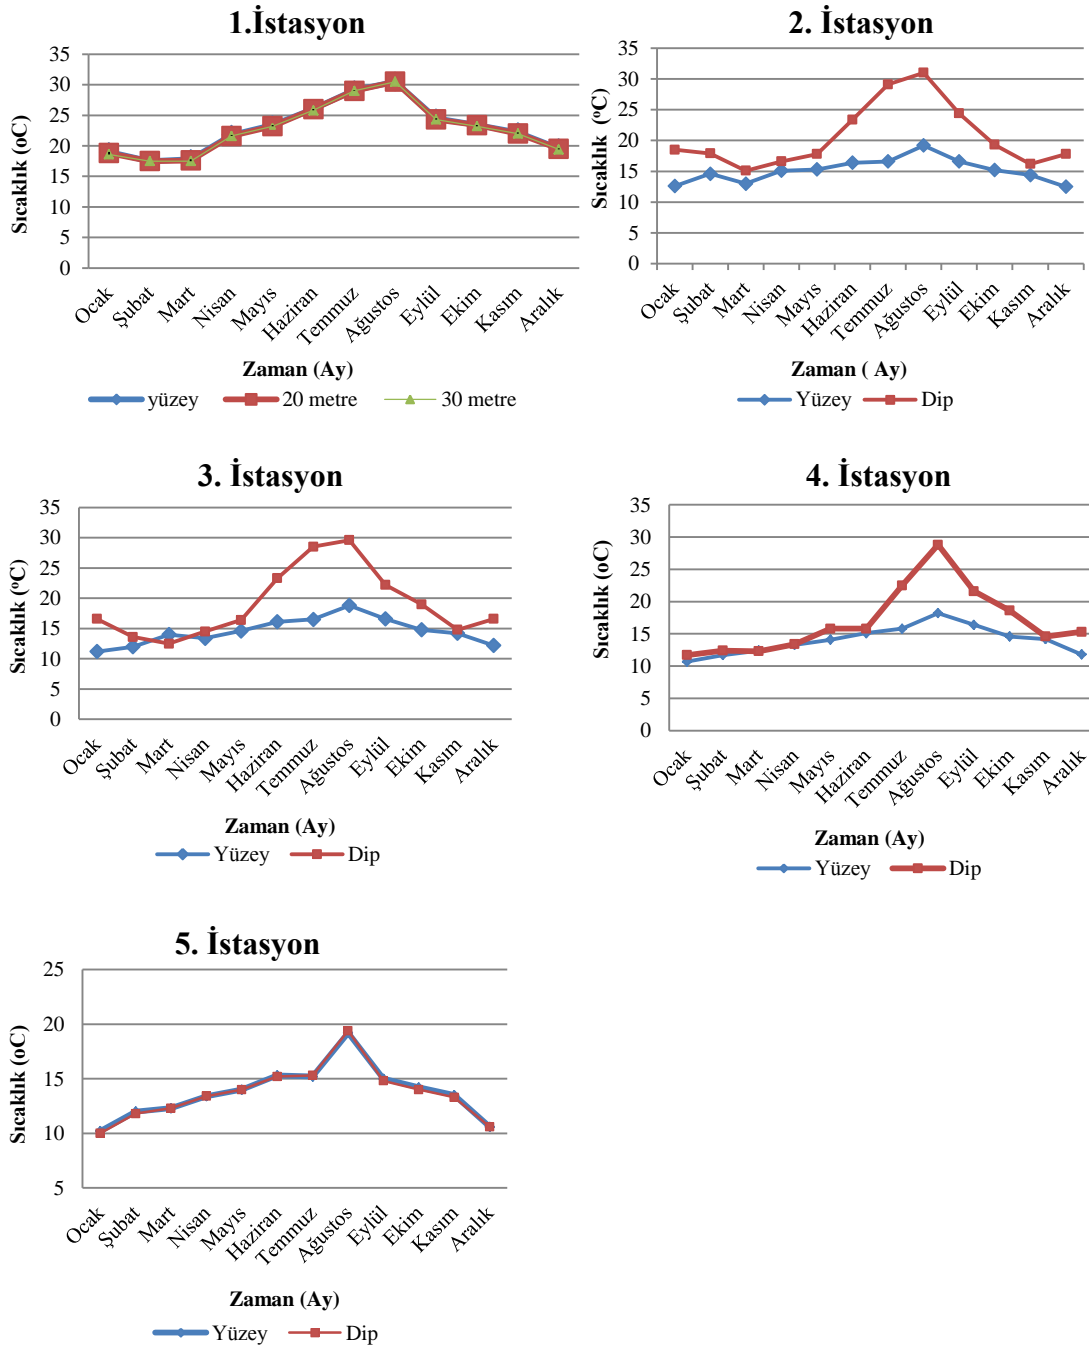 1.İstasyon
35
30
25
20
15
10
5
0
Sıcaklık (oC)
Ocak
Şubat
Mart
Nisan
Mayıs
Haziran
Temmuz
Ağustos
Eylül
Ekim
Kasım
Aralık
Zaman (Ay)
yüzey
20 metre
30 metre
2. İstasyon
35
30
25
20
15
10
5
0
Sıcaklık (ºC)
Ocak
Şubat
Mart
Nisan
Mayıs
Haziran
Temmuz
Ağustos
Eylül
Ekim
Kasım
Aralık
Zaman ( Ay)
Yüzey
Dip
3. İstasyon
35
30
25
20
15
10
5
0
Sıcaklık (ºC)
Ocak
Şubat
Mart
Nisan
Mayıs
Haziran
Temmuz
Ağustos
Eylül
Ekim
Kasım
Aralık
Zaman (Ay)
Yüzey
Dip
4. İstasyon
35
30
25
20
15
10
5
0
Sıcaklık (oC)
Ocak
Şubat
Mart
Nisan
Mayıs
Haziran
Temmuz
Ağustos
Eylül
Ekim
Kasım
Aralık
Zaman (Ay)
Yüzey
Dip
5. İstasyon
25
20
15
10
5
Sıcaklık (oC)
Ocak
Şubat
Mart
Nisan
Mayıs
Haziran
Temmuz
Ağustos
Eylül
Ekim
Kasım
Aralık
Zaman (Ay)
Yüzey
Dip